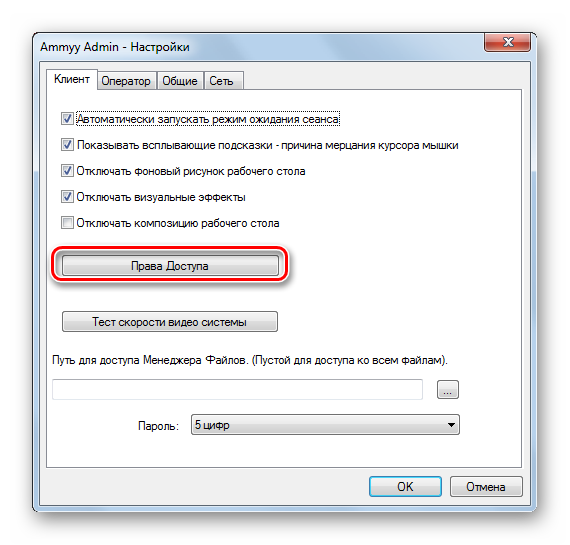 Ammyy Admin - Настройки
Клиент Оператор Общие Сеть
Автоматически запускать режим ожидания сеанса
Показывать всплывающие подсказки - причина мерцания курсора мышки
Отключать фоновый рисунок рабочего стола
Отключать визуальные эффекты
Отключать композицию рабочего стола
Права Доступа
Тест скорости видео системы
Путь для доступа Менеджера Файлов. (Пустой для доступа ко всем файлам).
...
Пароль: 5 цифр
OK Отмена